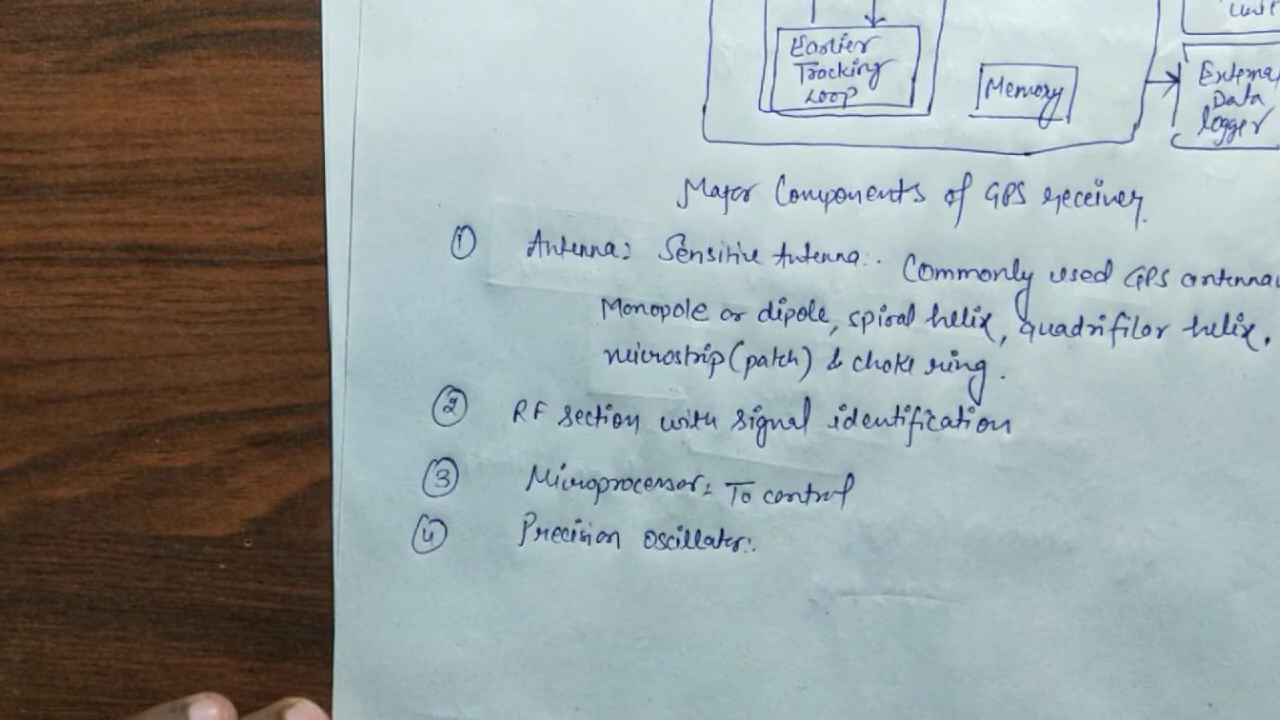 unit
Earlier
Tracking
Loop
Memory
External
Data
logger
Major Components of GPS receiver.
① Antenna: Sensitive Antenna:. Commonly used GPS antenna
Monopole or dipole, spiral helix, quadrifilar helix.
microstrip (patch) & choke ring.
② RF section with signal identification
③ Microprocessor: To control
④ Precision oscillator:.